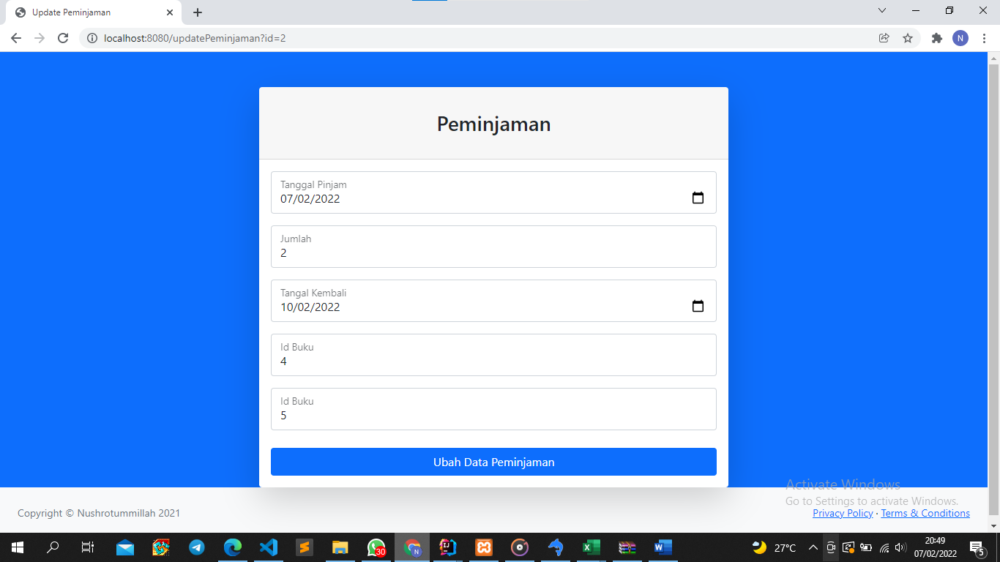 Update Peminjaman
localhost:8080/updatePeminjaman?id=2
N
Peminjaman
Tanggal Pinjam
07/02/2022
Jumlah
2
Tangal Kembali
10/02/2022
Id Buku
4
Id Buku
5
Ubah Data Peminjaman
Activate Windows
Go to Settings to activate Windows.
Copyright © Nushrotummillah 2021
Privacy Policy · Terms & Conditions
30
N
27°C
20:49
07/02/2022
5